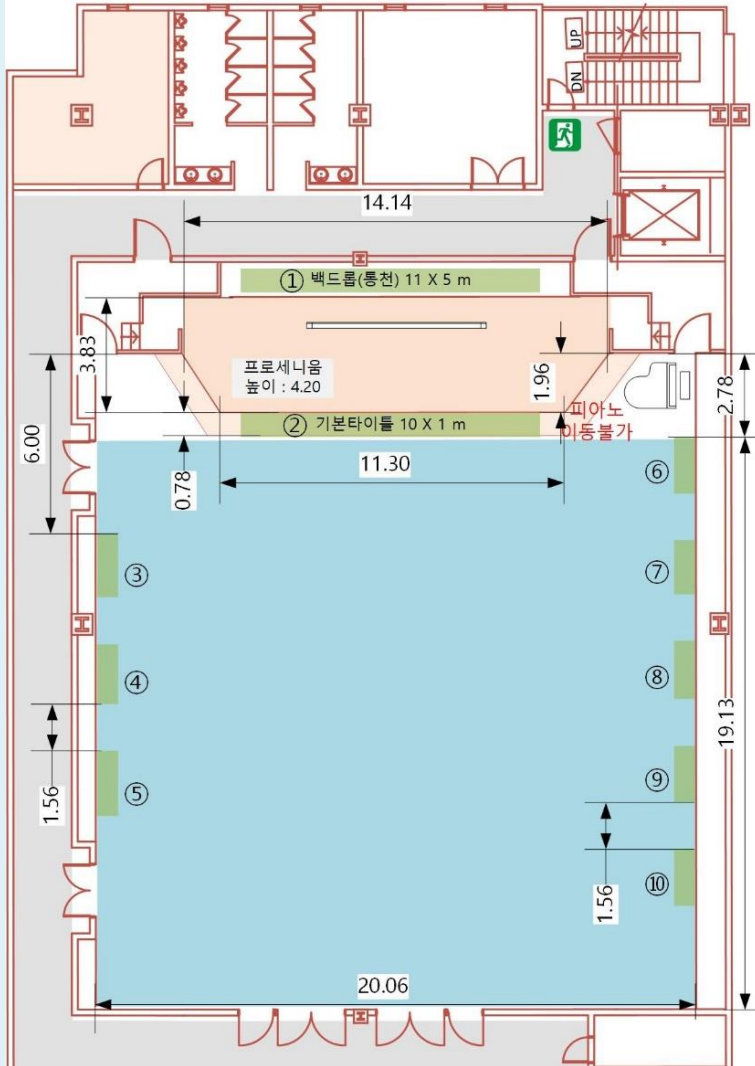 UP
DN
14.14
① 백드롭(통천) 11 X 5 m
3.83
프로세니움
높이 : 4.20
1.96
2.78
피아노
이동불가
② 기본타이틀 10 X 1 m
6.00
0.78
11.30
⑥
③
⑦
④
⑧
19.13
⑤
⑨
1.56
1.56
⑩
20.06